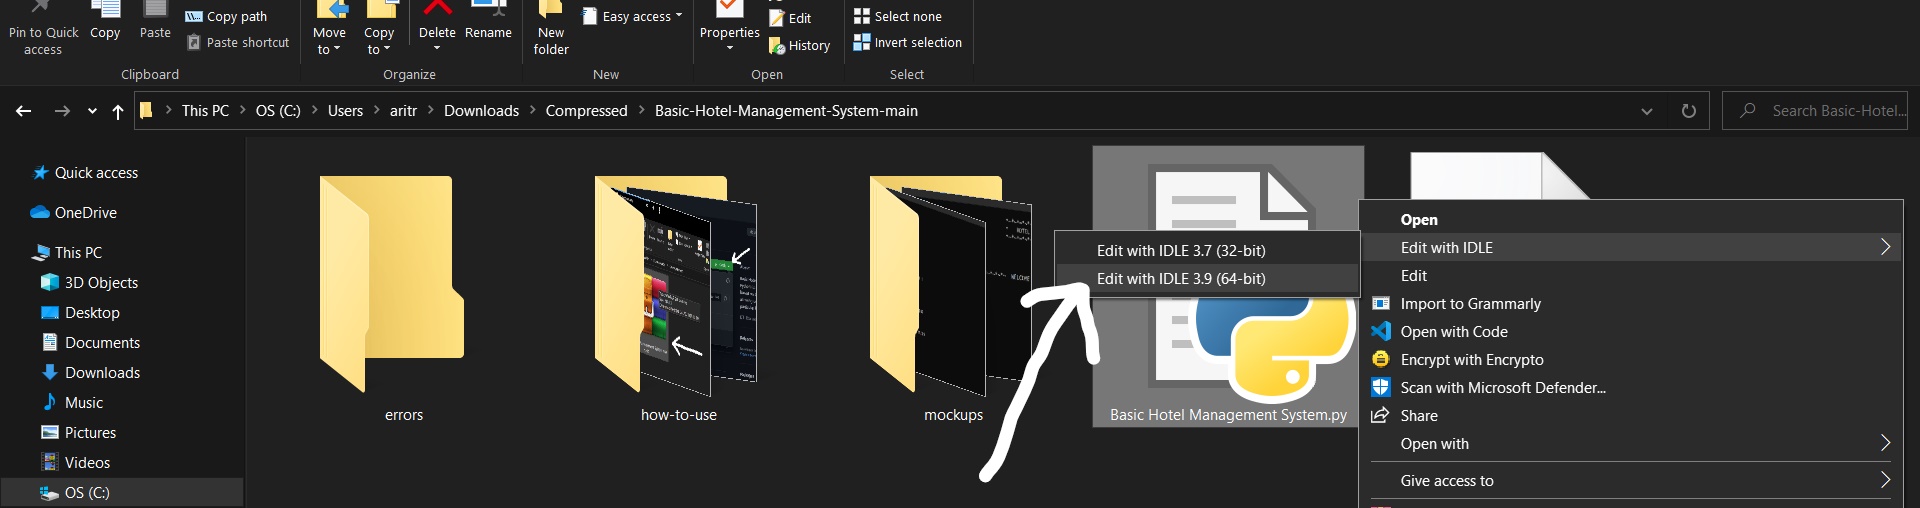 Pin to Quick
access
Copy
Paste
Copy path
Paste shortcut
Clipboard
Move
to
Copy
to
Delete
Rename
Organize
New
folder
Easy access
New
Properties
Edit
History
Open
Select none
Invert selection
Select
This PC > OS (C:) > Users > aritr > Downloads > Compressed > Basic-Hotel-Management-System-main
Search Basic-Hotel...
Quick access
OneDrive
This PC
3D Objects
Desktop
Documents
Downloads
Music
Pictures
Videos
OS (C:)
errors
how-to-use
mockups
Basic Hotel Management System.py
Edit with IDLE 3.7 (32-bit)
Edit with IDLE 3.9 (64-bit)
Open
Edit with IDLE
Edit
Import to Grammarly
Open with Code
Encrypt with Encrypto
Scan with Microsoft Defender...
Share
Open with
Give access to